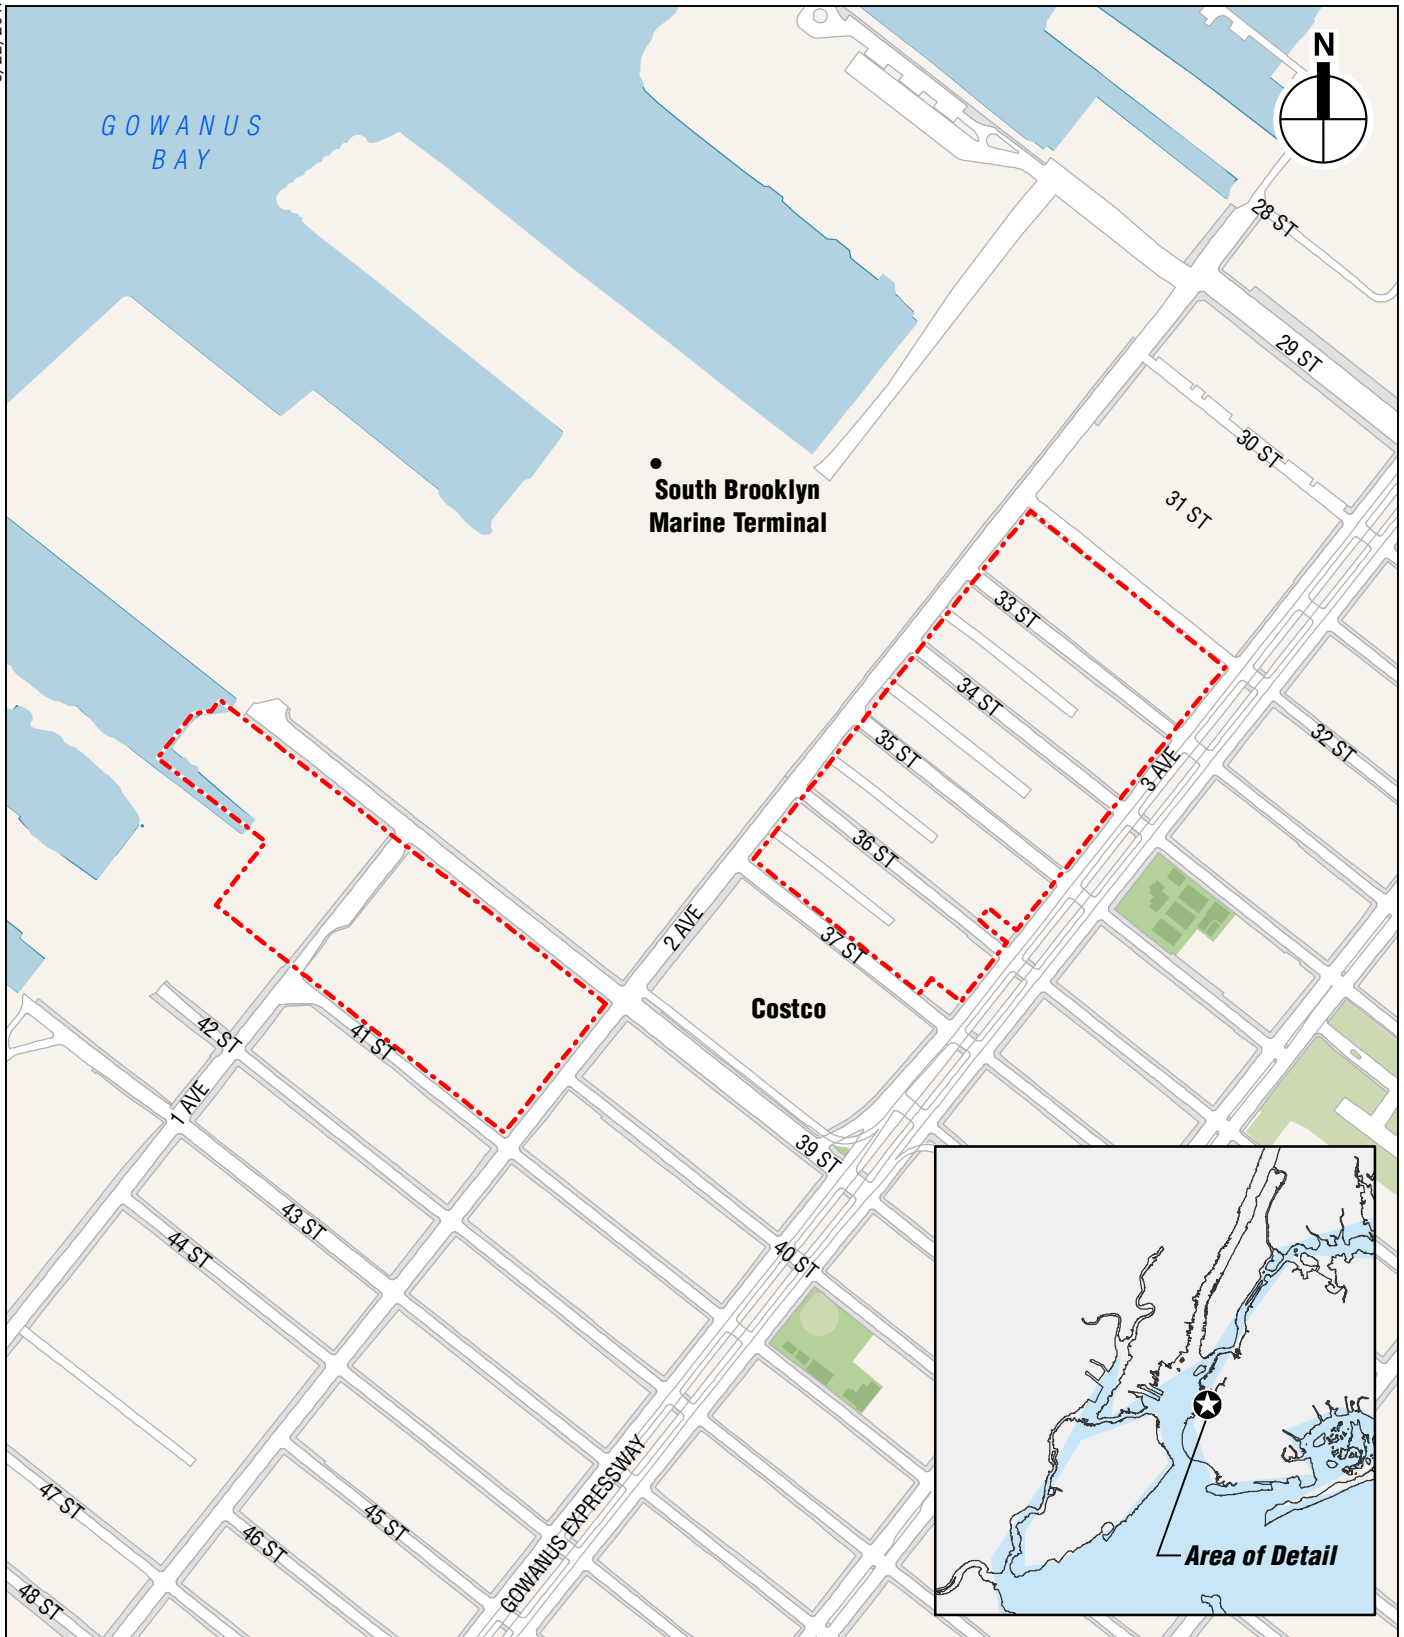 N
GOWANUS
BAY
28 ST
29 ST
30 ST
31 ST
South Brooklyn
Marine Terminal
33 ST
34 ST
32 ST
35 ST
3 AVE
36 ST
2 AVE
37 ST
Costco
42 ST
41 ST
1 AVE
39 ST
43 ST
44 ST
40 ST
47 ST
45 ST
46 ST
GOWANUS EXPRESSWAY
48 ST
Area of Detail